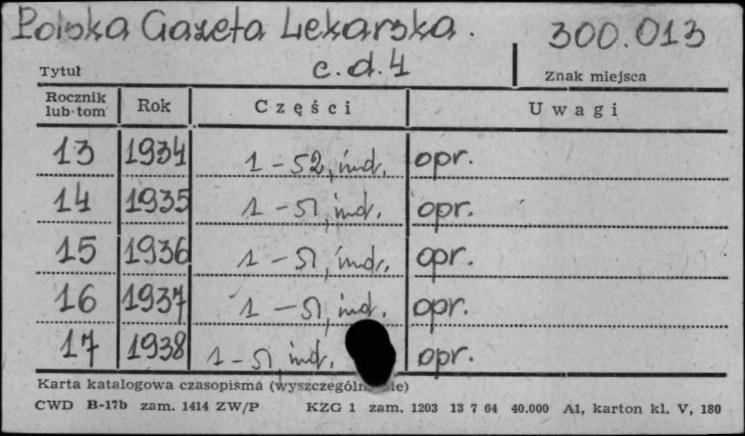 Polska Gazeta Lekarska. 300.013
Tytuł c.d.4 Znak miejsca
Rocznik lub tom Rok Części Uwagi
13 1934 1-52, ind. opr.
14 1935 1-51, ind. opr.
15 1936 1-51, ind. opr.
16 1937 1-51, ind. opr.
17 1938 1-51 ind. opr.
Karta katalogowa czasopisma
CWD B-17b zam. 1414 ZW/P KZG 1 zam. 1203 13 7 64 40.000 A1, karton kl. V, 180